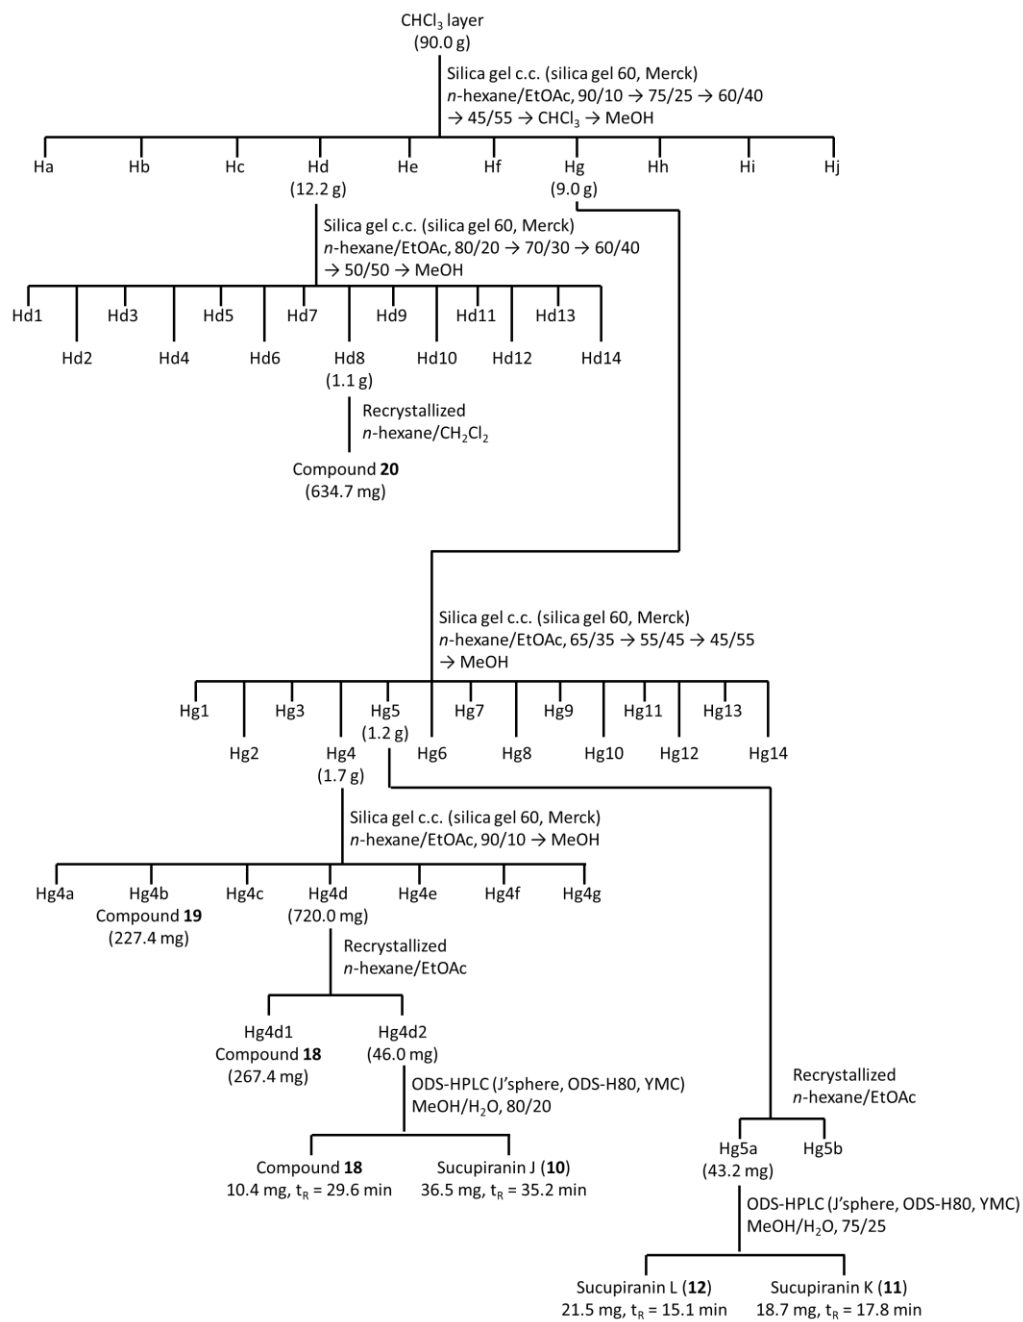 CHCl₃ layer
(90.0 g)
Silica gel c.c. (silica gel 60, Merck)
n-hexane/EtOAc, 90/10 → 75/25 → 60/40
→ 45/55 → CHCl₃ → MeOH
Ha Hb Hc Hd He Hf Hg Hh Hi Hj
(12.2 g) (9.0 g)
Silica gel c.c. (silica gel 60, Merck)
n-hexane/EtOAc, 80/20 → 70/30 → 60/40
→ 50/50 → MeOH
Hd1 Hd3 Hd5 Hd7 Hd9 Hd11 Hd13
Hd2 Hd4 Hd6 Hd8 Hd10 Hd12 Hd14
(1.1 g)
Recrystallized
n-hexane/CH₂Cl₂
Compound 20
(634.7 mg)
Silica gel c.c. (silica gel 60, Merck)
n-hexane/EtOAc, 65/35 → 55/45 → 45/55
→ MeOH
Hg1 Hg3 Hg5 Hg7 Hg9 Hg11 Hg13
(1.2 g)
Hg2 Hg4 Hg6 Hg8 Hg10 Hg12 Hg14
(1.7 g)
Silica gel c.c. (silica gel 60, Merck)
n-hexane/EtOAc, 90/10 → MeOH
Hg4a Hg4b Hg4c Hg4d Hg4e Hg4f Hg4g
Compound 19 (720.0 mg)
(227.4 mg)
Recrystallized
n-hexane/EtOAc
Hg4d1 Hg4d2
Compound 18 (46.0 mg)
(267.4 mg)
ODS-HPLC (J'sphere, ODS-H80, YMC)
MeOH/H₂O, 80/20
Compound 18 Sucupiranin J (10)
10.4 mg, tR = 29.6 min 36.5 mg, tR = 35.2 min
Recrystallized
n-hexane/EtOAc
Hg5a Hg5b
(43.2 mg)
ODS-HPLC (J'sphere, ODS-H80, YMC)
MeOH/H₂O, 75/25
Sucupiranin L (12) Sucupiranin K (11)
21.5 mg, tR = 15.1 min 18.7 mg, tR = 17.8 min